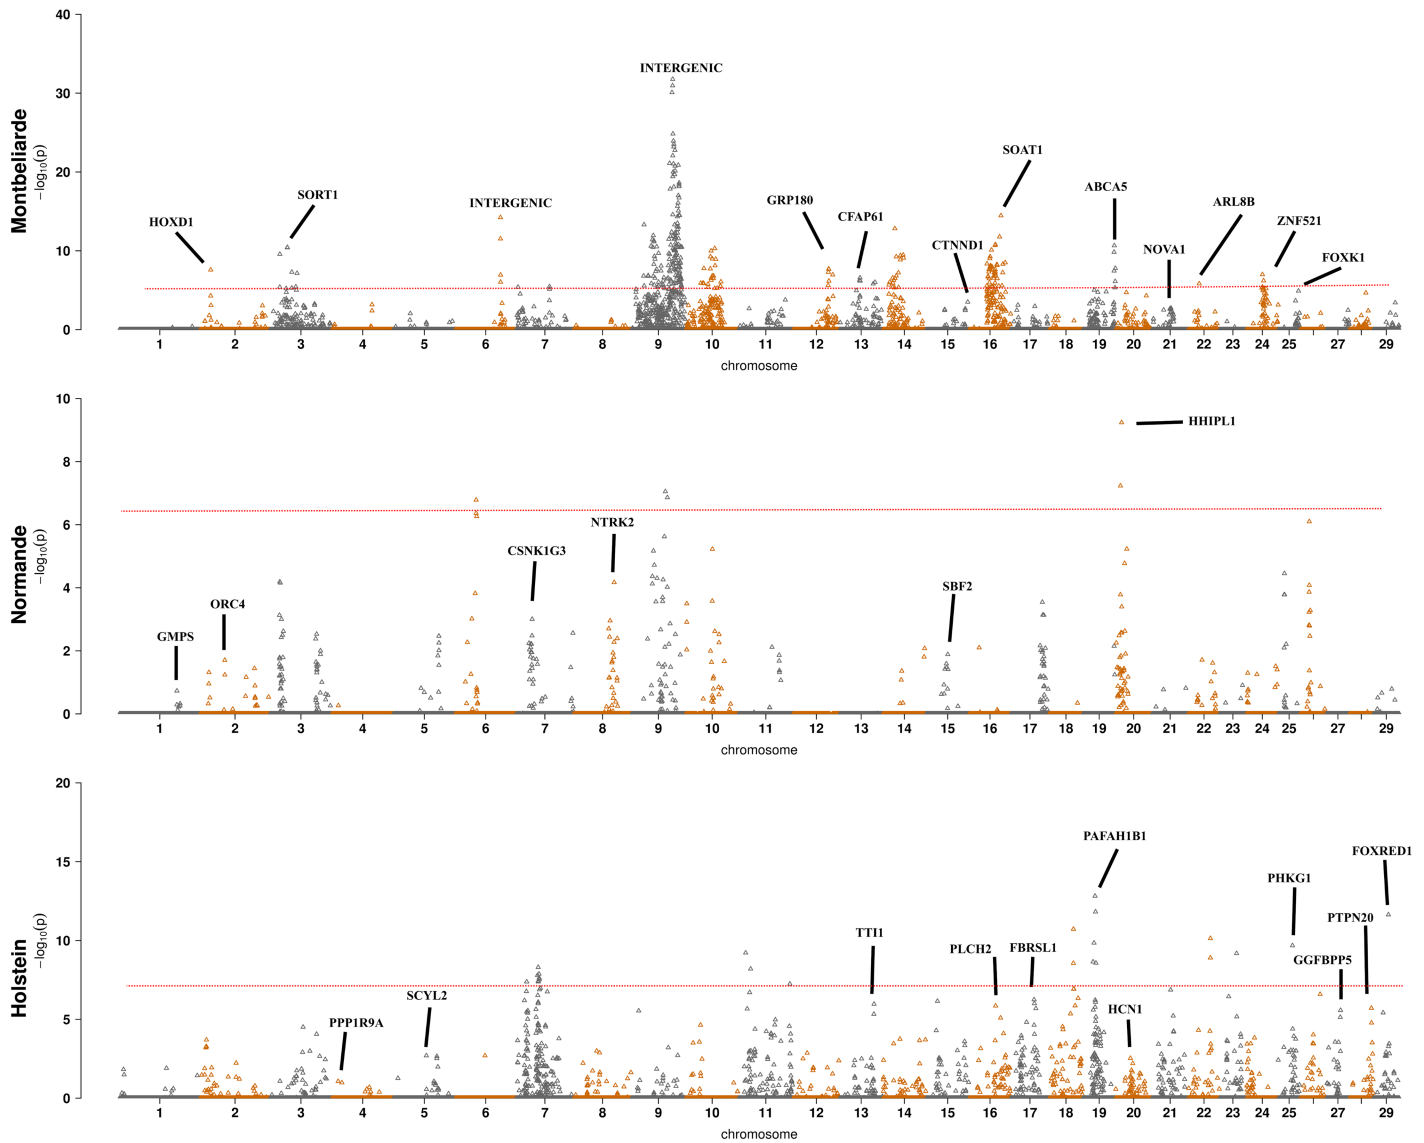 Montbeliarde
−log10(p)
40
30
20
10
0
INTERGENIC
SOAT1
HOXD1
SORT1
INTERGENIC
GRP180
CFAP61
CTNND1
ABCA5
NOVA1
ARL8B
ZNF521
FOXK1
1 2 3 4 5 6 7 8 9 10 11 12 13 14 15 16 17 18 19 20 21 22 23 24 25 27 29
chromosome
Normande
−log10(p)
10
8
6
4
2
0
HHIPL1
NTRK2
CSNK1G3
SBF2
ORC4
GMPS
1 2 3 4 5 6 7 8 9 10 11 12 13 14 15 16 17 18 19 20 21 22 23 24 25 27 29
chromosome
Holstein
−log10(p)
20
15
10
5
0
PAFAH1B1
FOXRED1
PHKG1
PTPN20
TTI1
PLCH2
FBRSL1
GGFBPP5
SCYL2
HCN1
PPP1R9A
1 2 3 4 5 6 7 8 9 10 11 12 13 14 15 16 17 18 19 20 21 22 23 24 25 27 29
chromosome